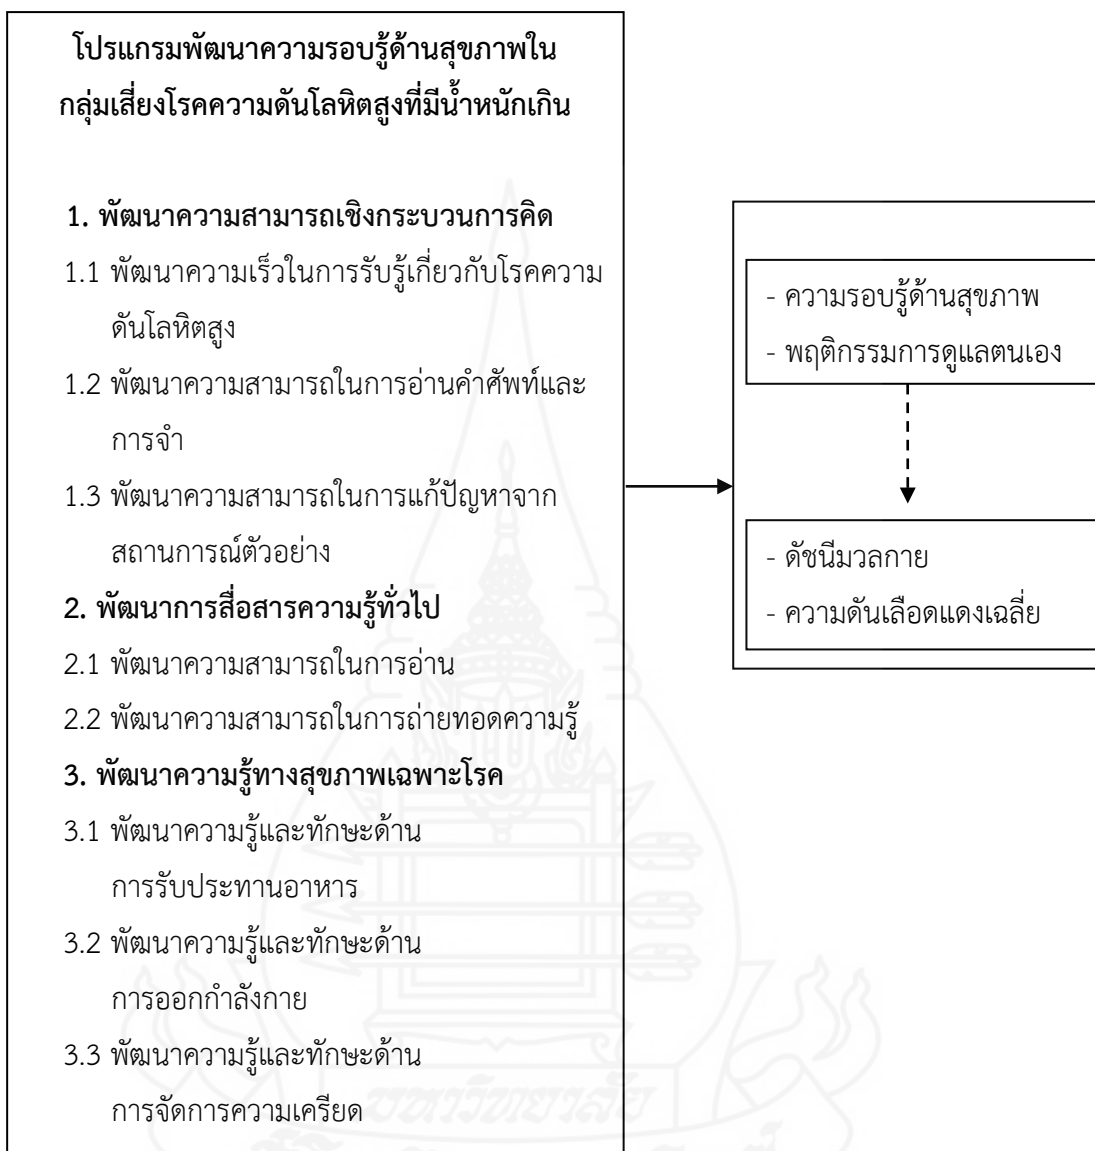 โปรแกรมพัฒนาความรอบรู้ด้านสุขภาพใน
กลุ่มเสี่ยงโรคความดันโลหิตสูงที่มีน้ำหนักเกิน
1. พัฒนาความสามารถเชิงกระบวนการคิด
1.1 พัฒนาความเร็วในการรับรู้เกี่ยวกับโรคความ
ดันโลหิตสูง
1.2 พัฒนาความสามารถในการอ่านคำศัพท์และ
การจำ
1.3 พัฒนาความสามารถในการแก้ปัญหาจาก
สถานการณ์ตัวอย่าง
2. พัฒนาการสื่อสารความรู้ทั่วไป
2.1 พัฒนาความสามารถในการอ่าน
2.2 พัฒนาความสามารถในการถ่ายทอดความรู้
3. พัฒนาความรู้ทางสุขภาพเฉพาะโรค
3.1 พัฒนาความรู้และทักษะด้าน
การรับประทานอาหาร
3.2 พัฒนาความรู้และทักษะด้าน
การออกกำลังกาย
3.3 พัฒนาความรู้และทักษะด้าน
การจัดการความเครียด
- ความรอบรู้ด้านสุขภาพ
- พฤติกรรมการดูแลตนเอง
- ดัชนีมวลกาย
- ความดันเลือดแดงเฉลี่ย